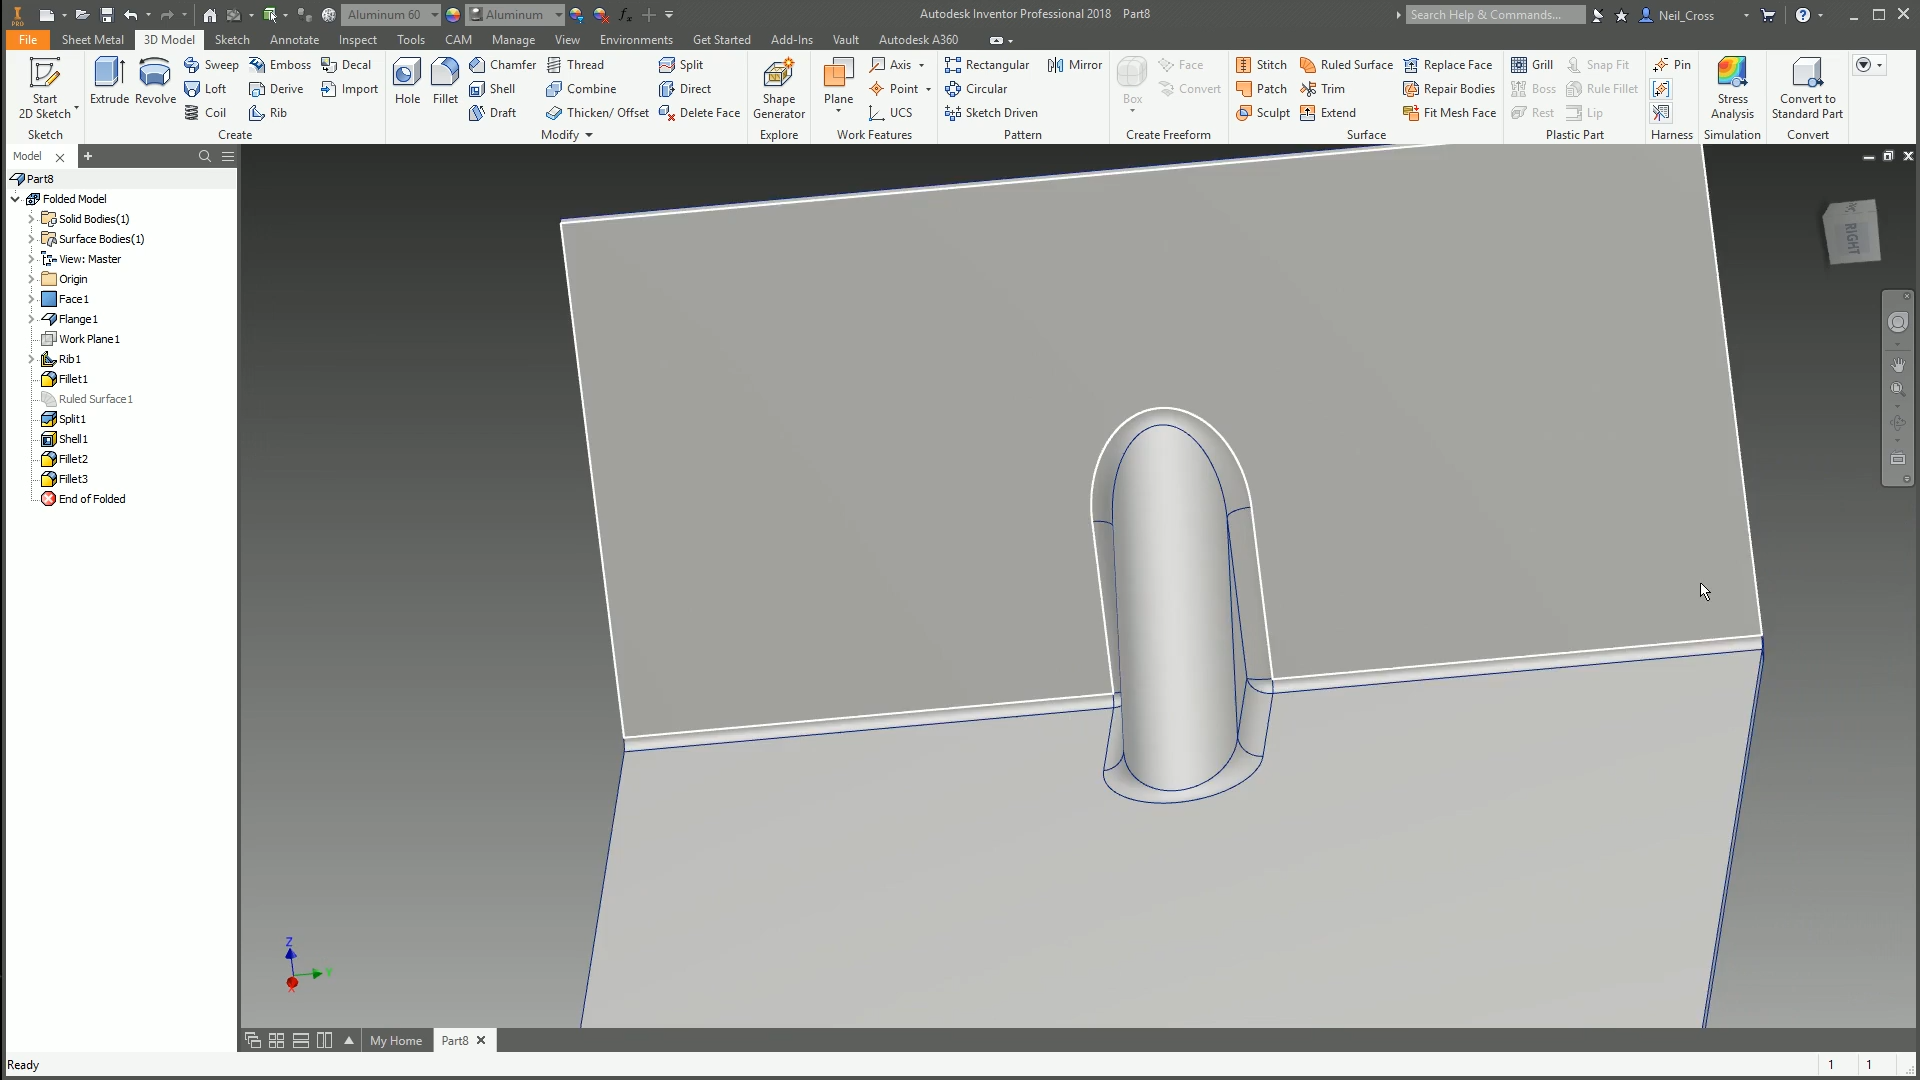 PRO
Aluminum 60
Aluminum
fx
Autodesk Inventor Professional 2018 Part8
Search Help & Commands...
Neil_Cross
File Sheet Metal 3D Model Sketch Annotate Inspect Tools CAM Manage View Environments Get Started Add-Ins Vault Autodesk A360
Start
2D Sketch
Sketch
Extrude Revolve
Sweep Emboss Decal
Loft Derive Import
Coil Rib
Create
Hole Fillet
Chamfer Thread Split
Shell Combine Direct
Draft Thicken/ Offset Delete Face
Modify
Shape
Generator
Explore
Plane
Axis
Point
UCS
Work Features
Rectangular Mirror
Circular
Sketch Driven
Pattern
Box
Face
Convert
Create Freeform
Stitch Ruled Surface Replace Face
Patch Trim Repair Bodies
Sculpt Extend Fit Mesh Face
Surface
Grill Snap Fit
Boss Rule Fillet
Rest Lip
Plastic Part
Pin
Harness
Stress
Analysis
Simulation
Convert to
Standard Part
Convert
Model
Part8
Folded Model
Solid Bodies(1)
Surface Bodies(1)
View: Master
Origin
Face1
Flange1
Work Plane1
Rib1
Fillet1
Ruled Surface1
Split1
Shell1
Fillet2
Fillet3
End of Folded
RIGHT
Z
Y
X
My Home Part8
Ready
1 1